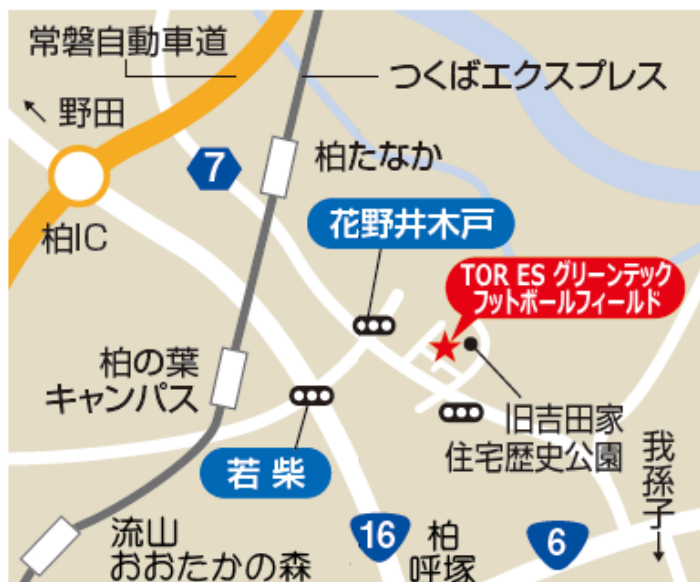 常磐自動車道
つくばエクスプレス
野田
7
柏たなか
花野井木戸
柏IC
TOR ES グリーンテック
フットボールフィールド
柏の葉
キャンパス
旧吉田家
住宅歴史公園
若柴
我孫子
流山
おおたかの森
16
柏
呼塚
6